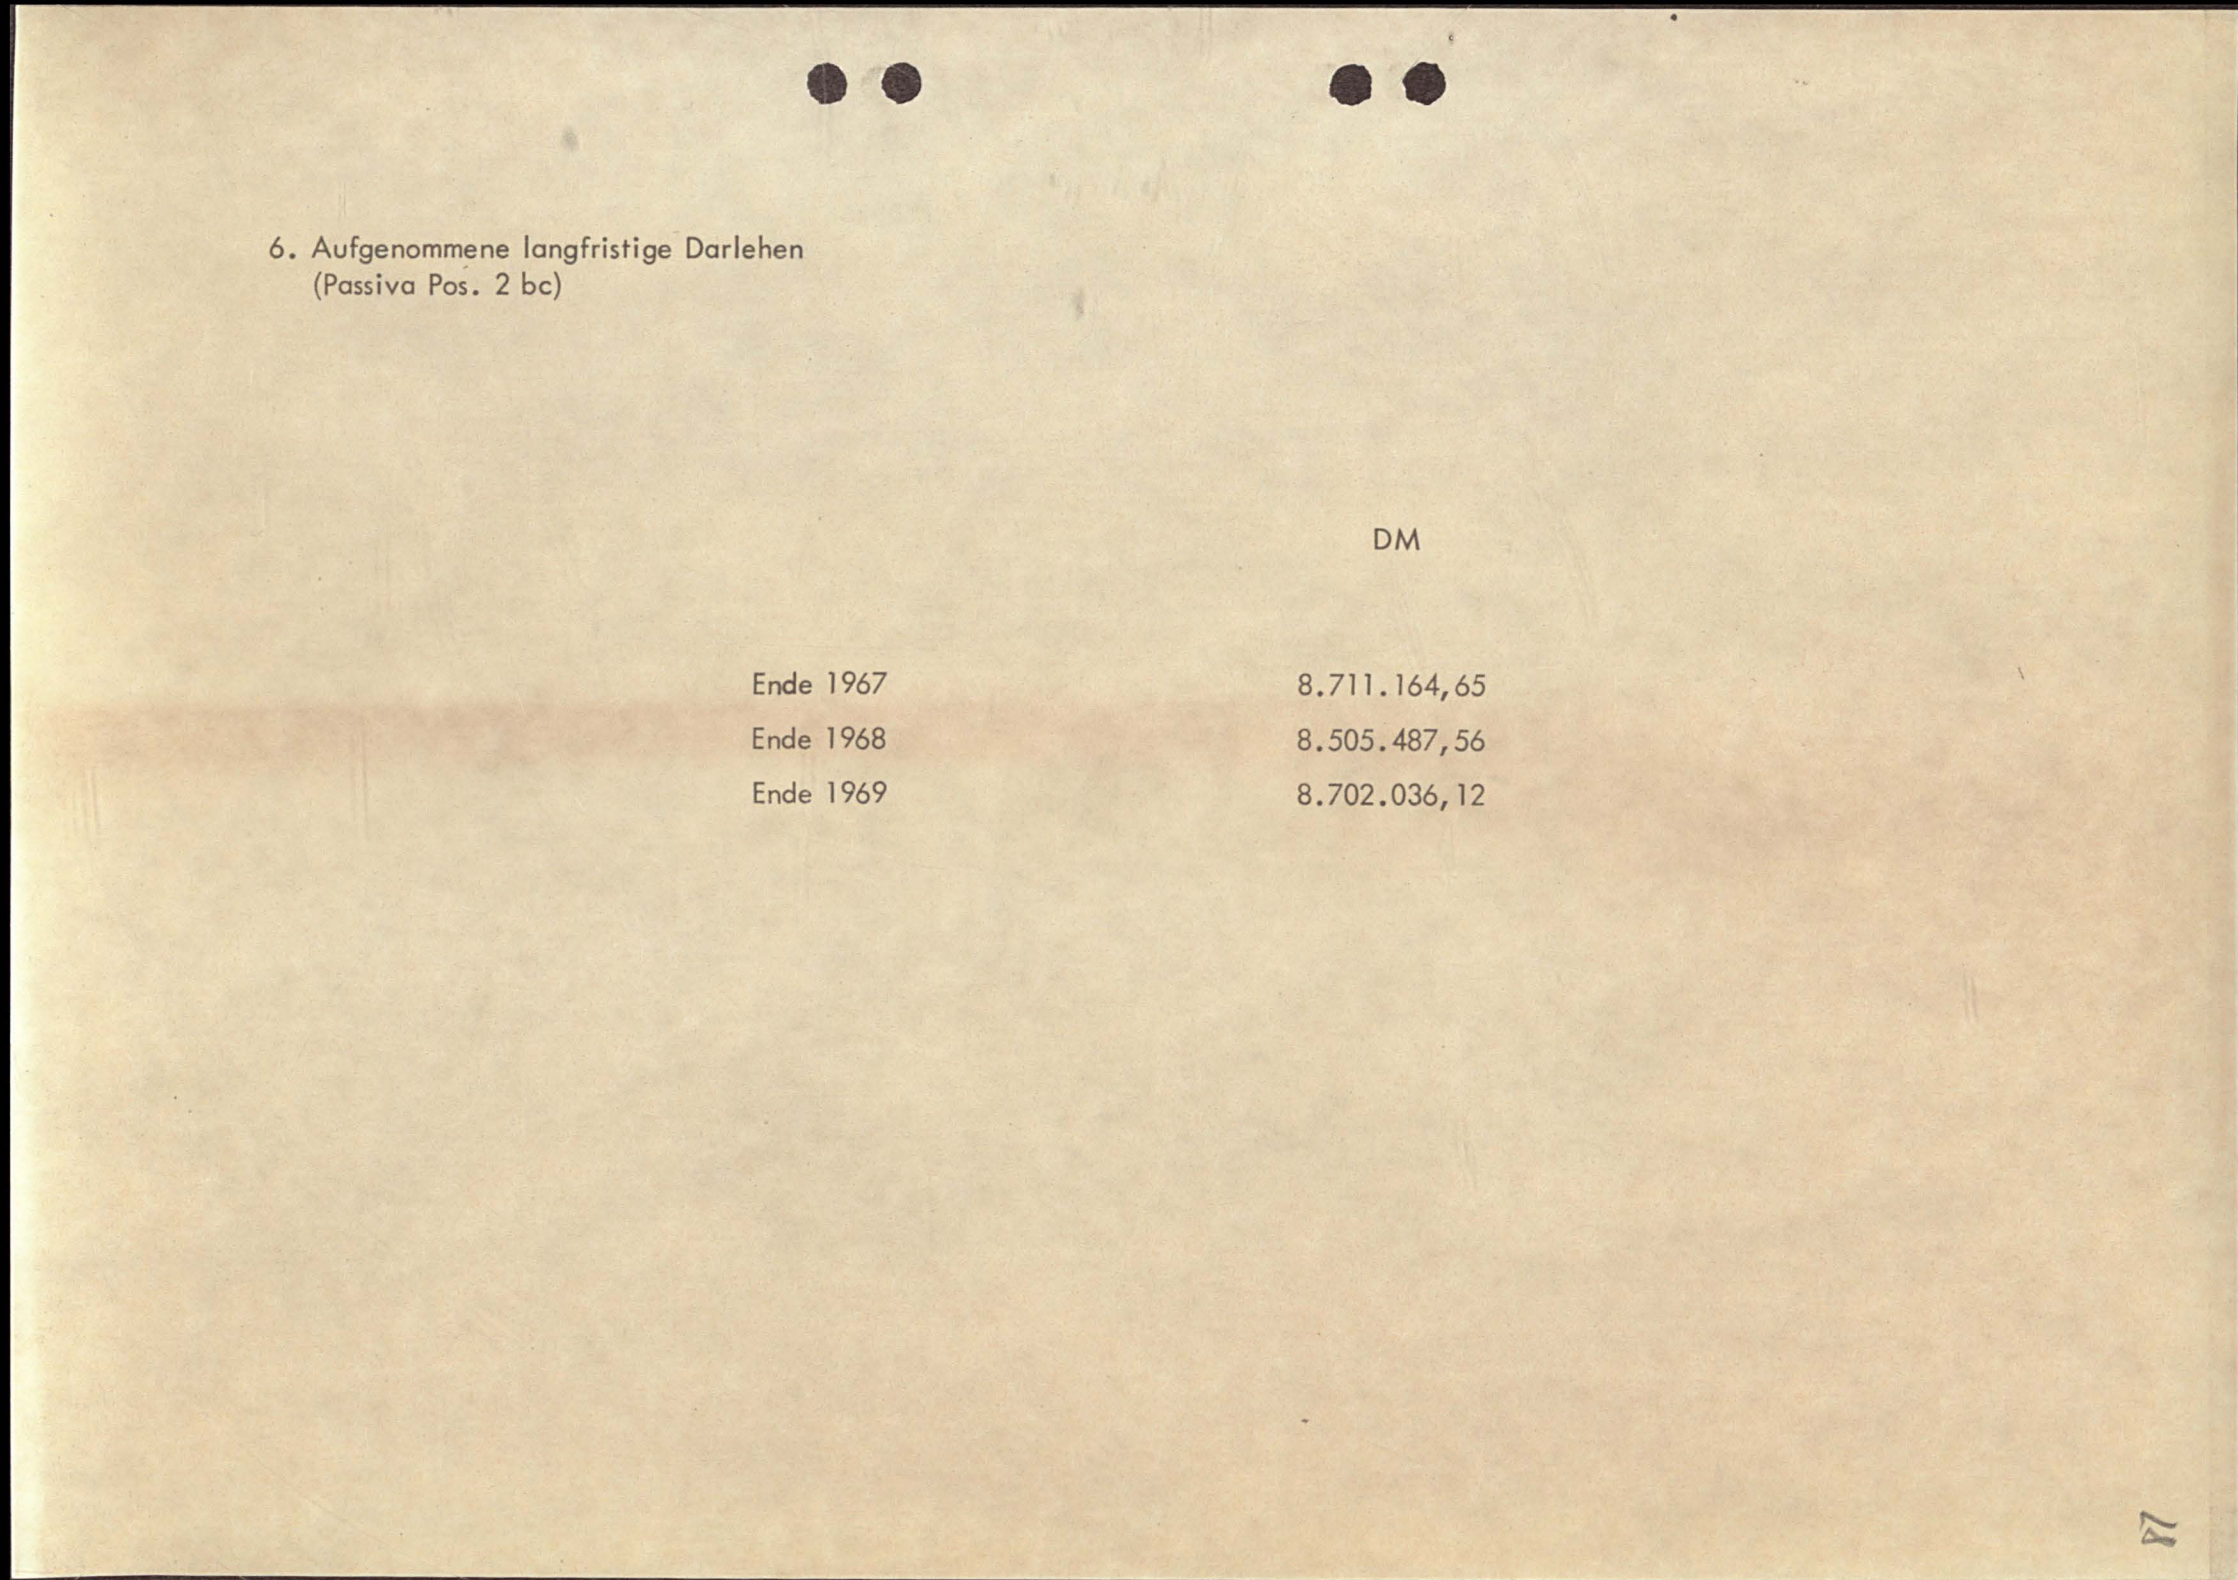 6. Aufgenommene langfristige Darlehen
(Passiva Pos. 2 bc)
DM
Ende 1967 8.711.164,65
Ende 1968 8.505.487,56
Ende 1969 8.702.036,12